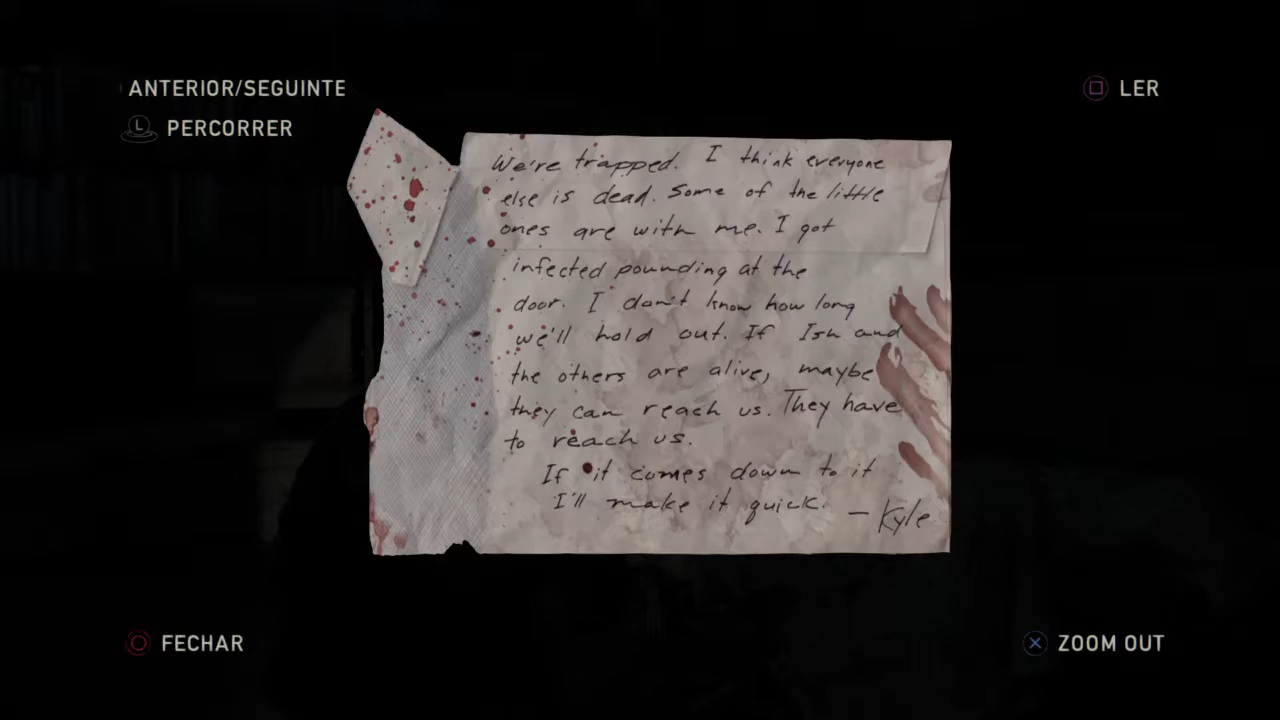 ANTERIOR/SEGUINTE
L PERCORRER
LER
We're trapped. I think everyone
else is dead. Some of the little
ones are with me. I got
infected pounding at the
door. I don't know how long
we'll hold out. If Ish and
the others are alive, maybe
they can reach us. They have
to reach us.
If it comes down to it
I'll make it quick. – Kyle
FECHAR
ZOOM OUT